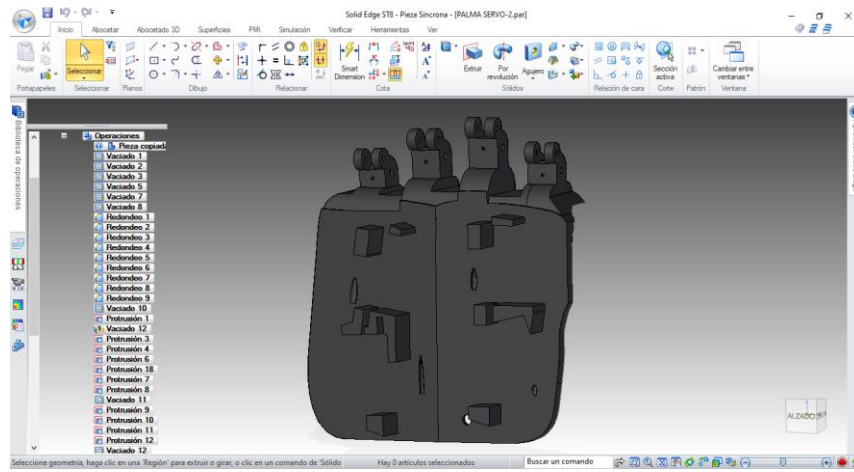 Solid Edge ST8 - Pieza Síncrona - [PALMA SERVO-2.par]
Inicio Abocetar Abocetado 3D Superficies PMI Simulación Verificar Herramientas Ver
Pegar
Seleccionar
Smart Dimension
Extruir
Por revolución
Agujero
Sección activa
Cambiar entre ventanas
Portapapeles Seleccionar Planos Dibujo Relacionar Cota Sólidos Relación de cara Corte Patrón Ventana
Biblioteca de operaciones
Operaciones
Pieza copiada
Vaciado 1
Vaciado 2
Vaciado 3
Vaciado 5
Vaciado 7
Vaciado 8
Redondeo 1
Redondeo 2
Redondeo 3
Redondeo 4
Redondeo 5
Redondeo 6
Redondeo 7
Redondeo 8
Redondeo 9
Vaciado 10
Protrusión 1
Vaciado 12
Protrusión 3
Protrusión 4
Protrusión 6
Protrusión 18
Protrusión 7
Protrusión 8
Vaciado 11
Protrusión 9
Protrusión 10
Protrusión 11
Protrusión 12
Vaciado 12
ALZADO
Seleccione geometría, haga clic en una 'Región' para extruir o girar, o clic en un comando de 'Sólido
Hay 0 artículos seleccionados
Buscar un comando